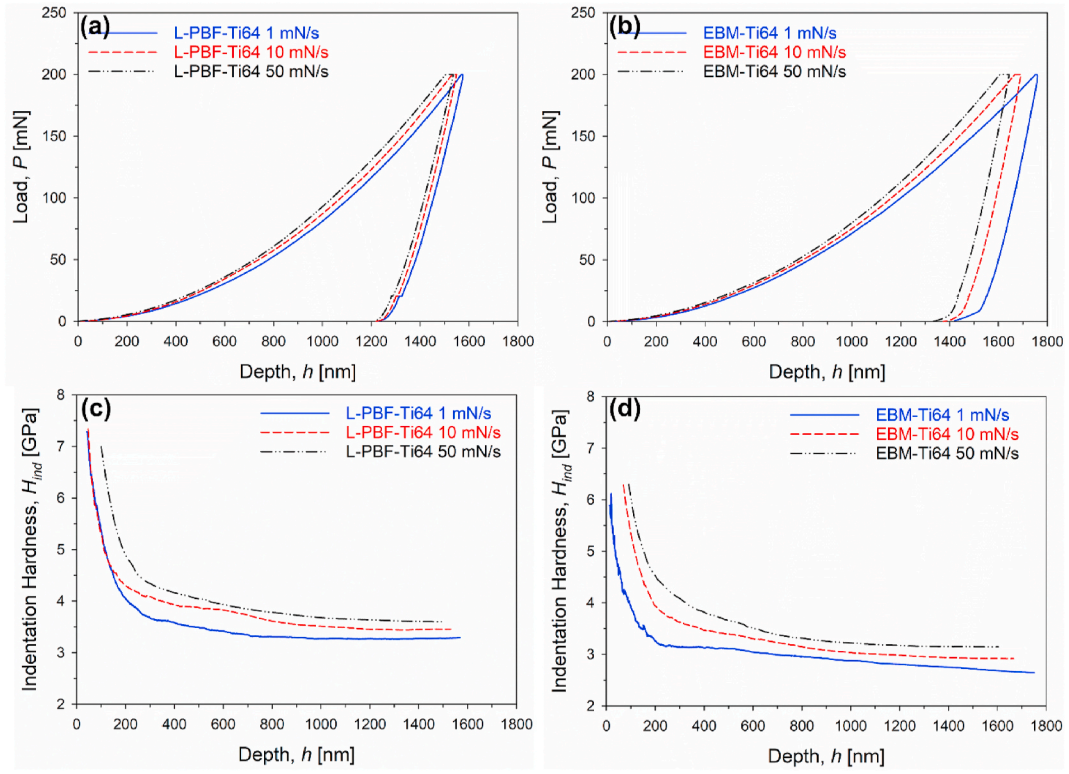 (a)
L-PBF-Ti64 1 mN/s
L-PBF-Ti64 10 mN/s
L-PBF-Ti64 50 mN/s
250
200
150
100
50
0
Load, P [mN]
0 200 400 600 800 1000 1200 1400 1600 1800
Depth, h [nm]
(b)
EBM-Ti64 1 mN/s
EBM-Ti64 10 mN/s
EBM-Ti64 50 mN/s
250
200
150
100
50
0
Load, P [mN]
0 200 400 600 800 1000 1200 1400 1600 1800
Depth, h [nm]
(c)
L-PBF-Ti64 1 mN/s
L-PBF-Ti64 10 mN/s
L-PBF-Ti64 50 mN/s
8
7
6
5
4
3
2
Indentation Hardness, Hind [GPa]
0 200 400 600 800 1000 1200 1400 1600 1800
Depth, h [nm]
(d)
EBM-Ti64 1 mN/s
EBM-Ti64 10 mN/s
EBM-Ti64 50 mN/s
8
7
6
5
4
3
2
Indentation Hardness, Hind [GPa]
0 200 400 600 800 1000 1200 1400 1600 1800
Depth, h [nm]